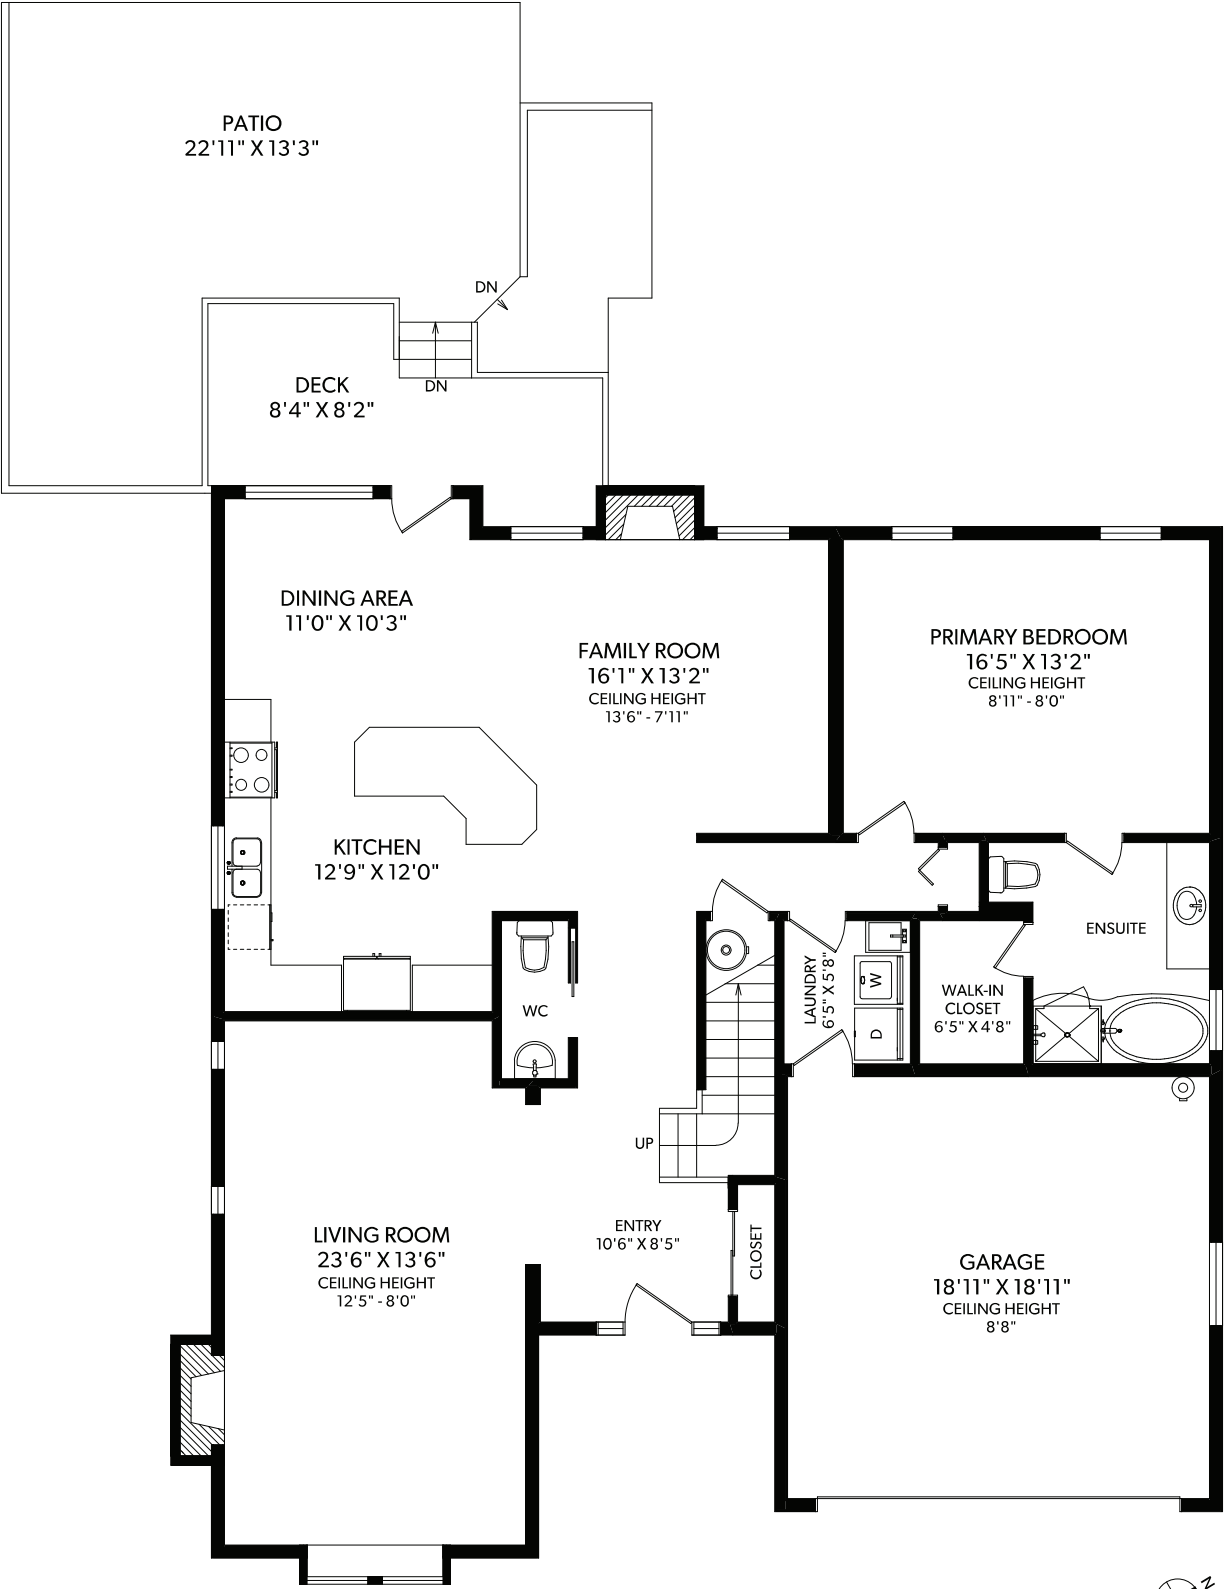 PATIO
22'11" X 13'3"
DN
DECK
8'4" X 8'2"
DN
DINING AREA
11'0" X 10'3"
FAMILY ROOM
16'1" X 13'2"
CEILING HEIGHT
13'6" - 7'11"
PRIMARY BEDROOM
16'5" X 13'2"
CEILING HEIGHT
8'11" - 8'0"
KITCHEN
12'9" X 12'0"
ENSUITE
WC
LAUNDRY
6'5" X 5'8"
W
D
WALK-IN
CLOSET
6'5" X 4'8"
UP
LIVING ROOM
23'6" X 13'6"
CEILING HEIGHT
12'5" - 8'0"
ENTRY
10'6" X 8'5"
CLOSET
GARAGE
18'11" X 18'11"
CEILING HEIGHT
8'8"
N